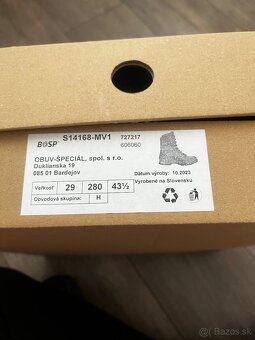 BOSP
S14168-MV1
727217
606060
OBUV-ŠPECIÁL, spol. s r.o.
Duklianska 19
085 01 Bardejov
Dátum výroby: 10.2023
Vyrobené na Slovensku
Veľkosť: 29 280 43½
Obvodová skupina: H
Bazoš.sk